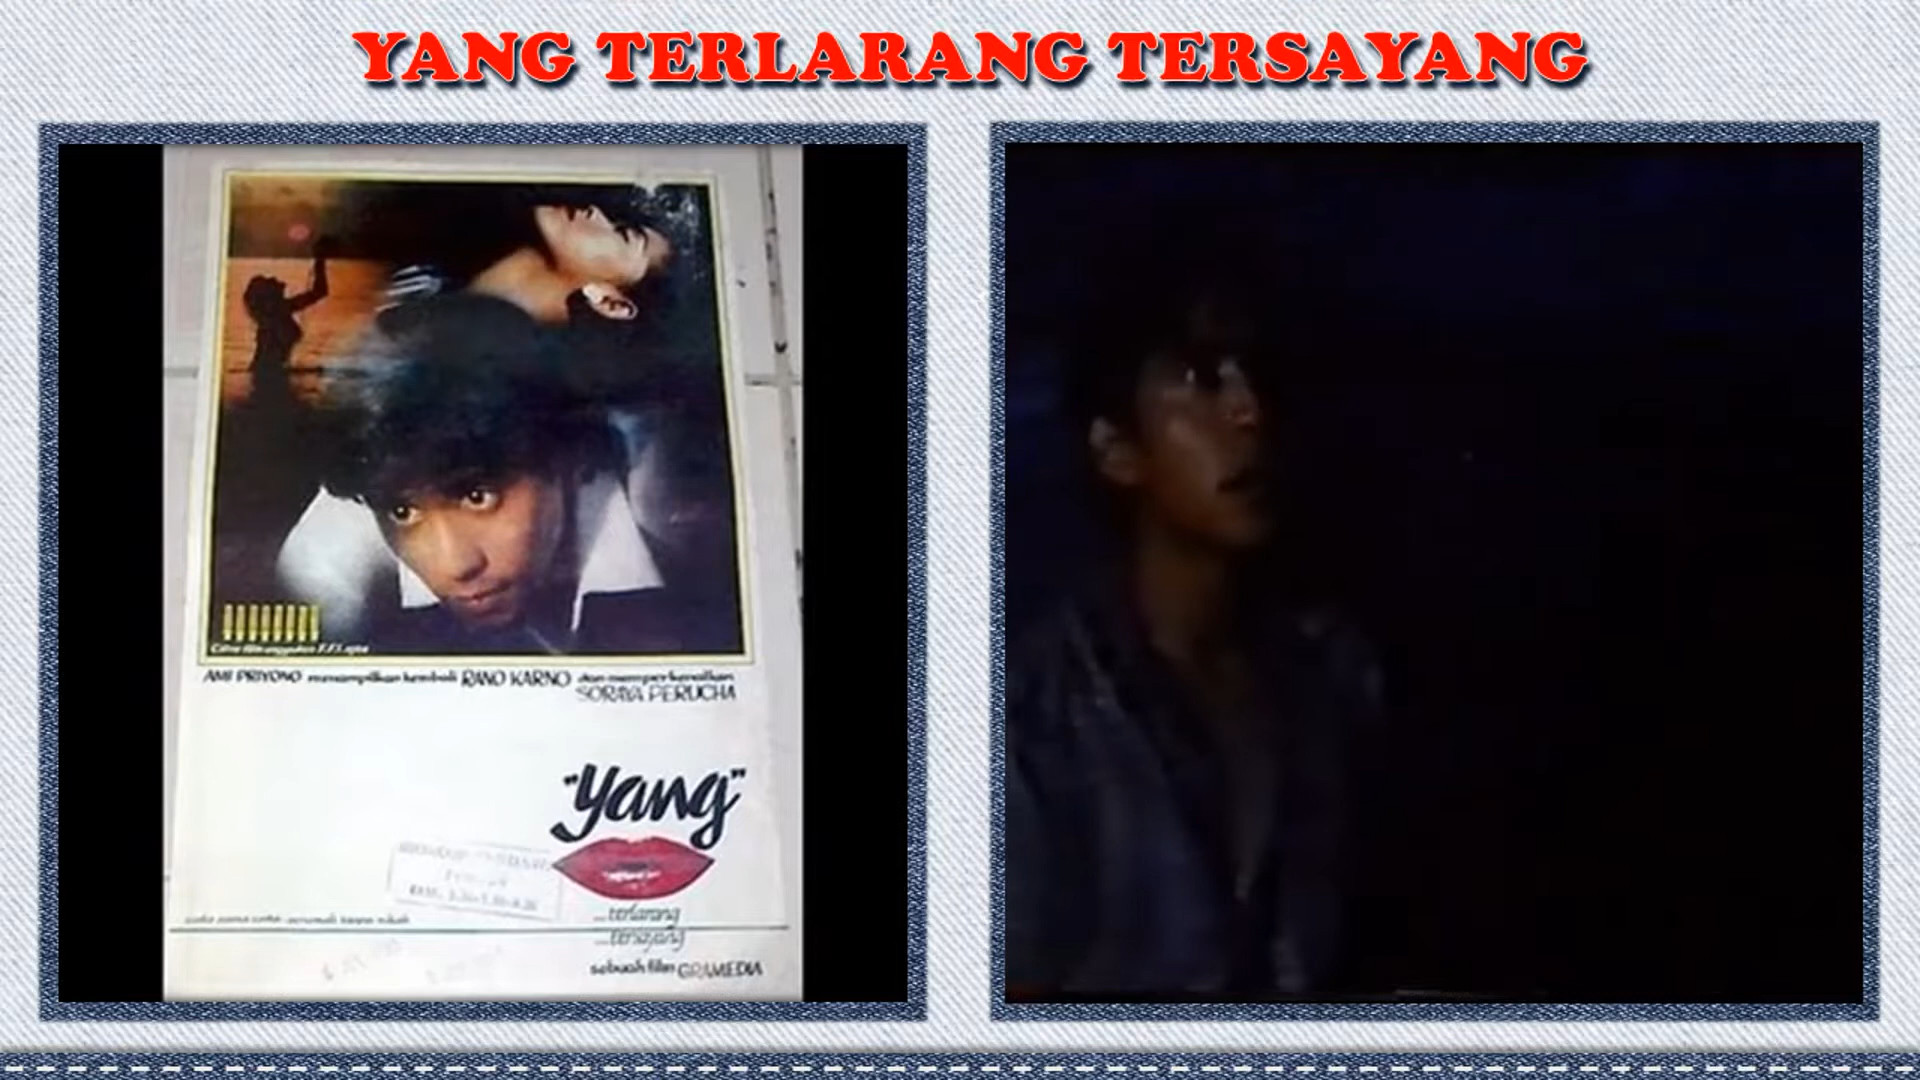 YANG TERLARANG TERSAYANG
AMI PRIYONO menampilkan kembali RANO KARNO dan memperkenalkan
SORAYA PERUCHA
"Yang"
...terlarang
...tersayang
sebuah film GRAMEDIA